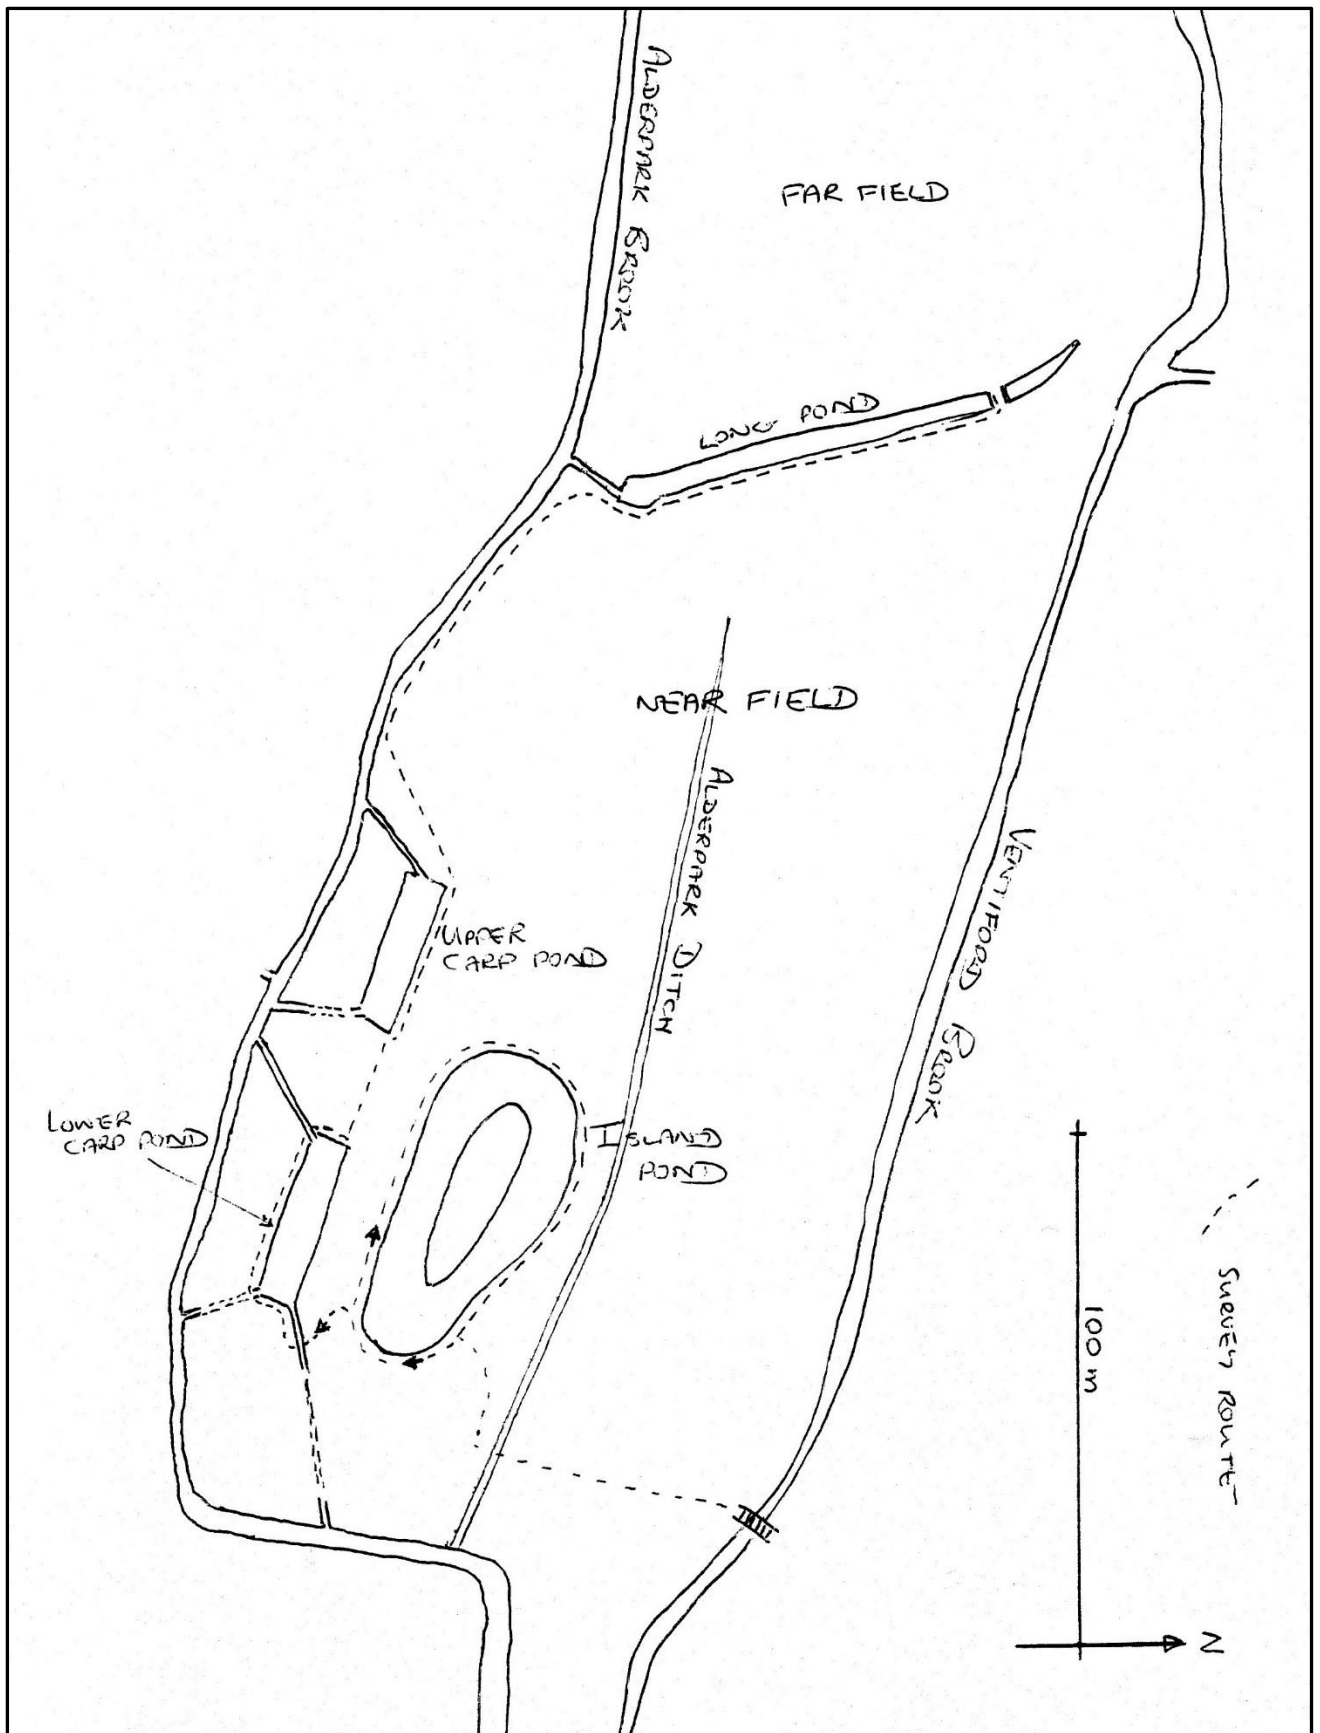 ALDERPARK BROOK
FAR FIELD
LONG POND
NEAR FIELD
ALDERPARK DITCH
VENTIFORD BROOK
UPPER
CARP POND
ISLAND
POND
LOWER
CARP POND
100 m
SURVEY ROUTE
N